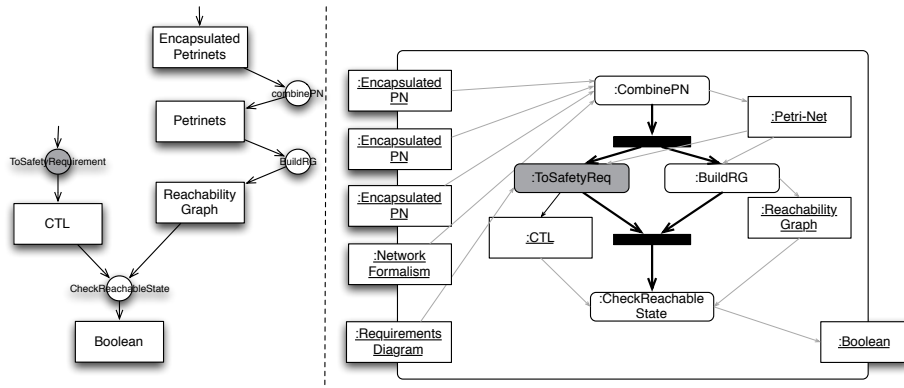 Encapsulated
Petrinets
combinePN
Petrinets
ToSafetyRequirement
BuildRG
Reachability
Graph
CTL
CheckReachableState
Boolean
:Encapsulated
PN
:Encapsulated
PN
:Encapsulated
PN
:Network
Formalism
:Requirements
Diagram
:CombinePN
:Petri-Net
:ToSafetyReq
:BuildRG
:CTL
:Reachability
Graph
:CheckReachable
State
:Boolean